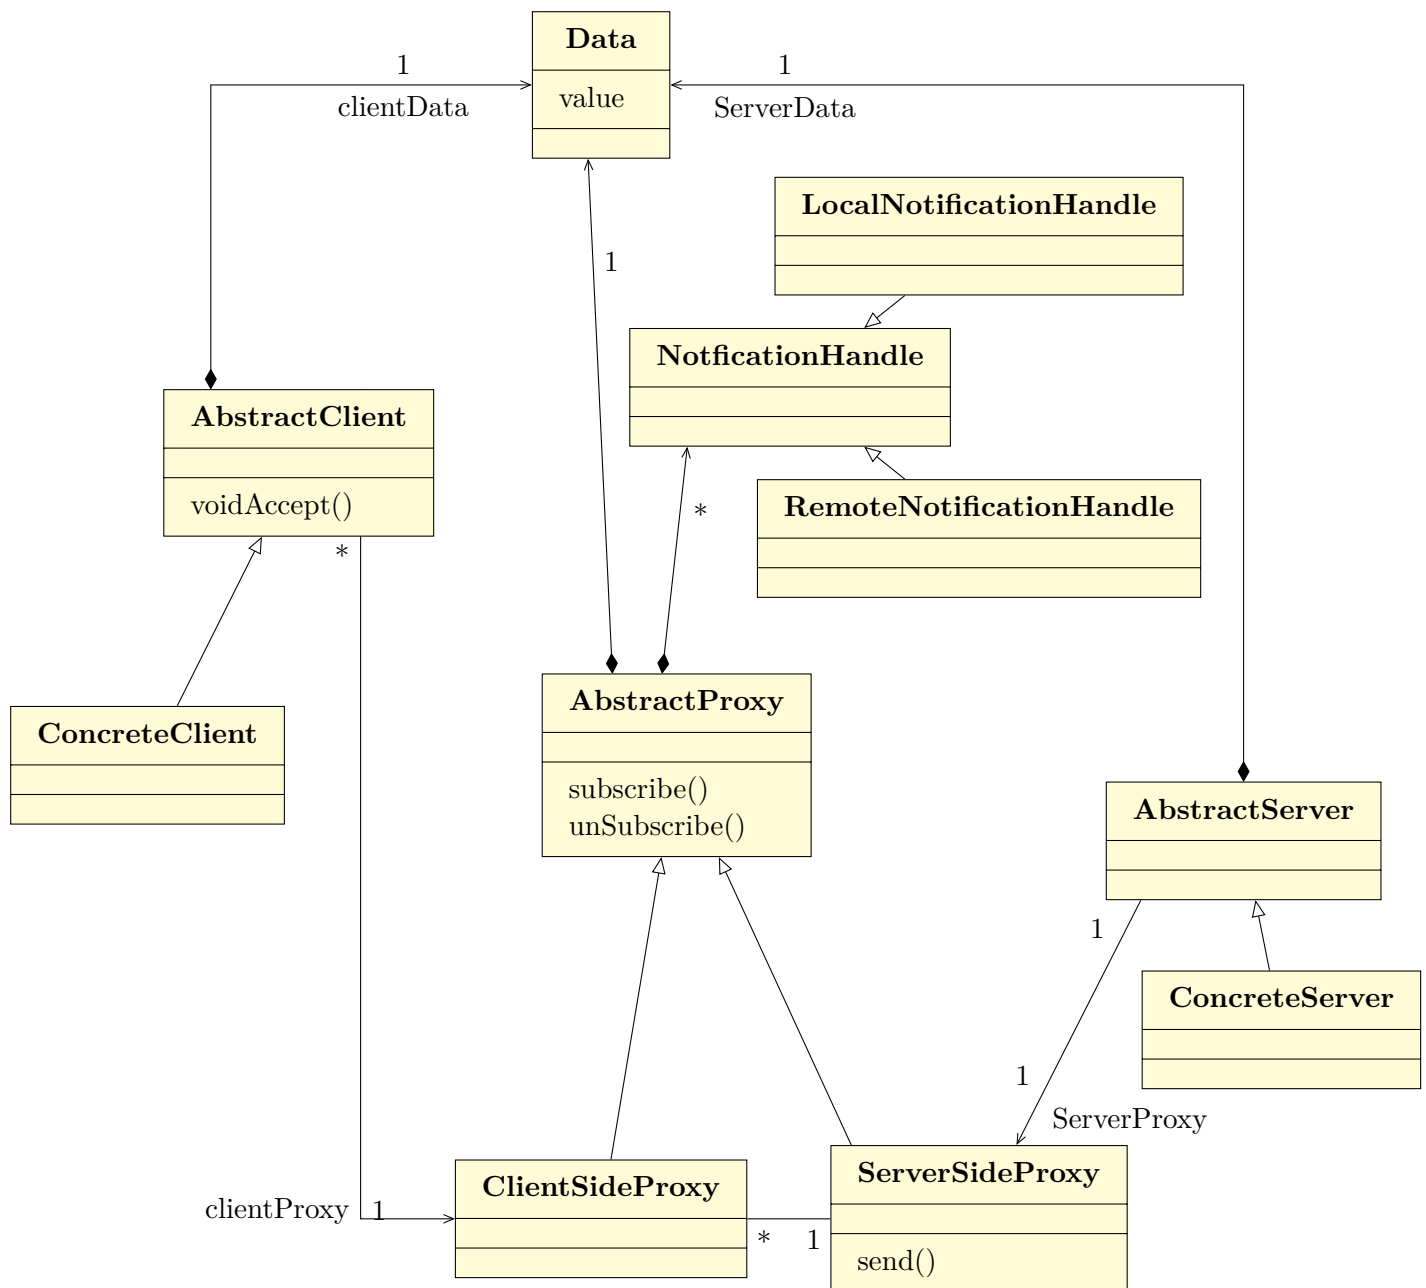 Data
value
1
clientData
1
ServerData
LocalNotificationHandle
1
NotficationHandle
AbstractClient
voidAccept()
*
RemoteNotificationHandle
*
AbstractProxy
subscribe()
unSubscribe()
ConcreteClient
AbstractServer
1
ConcreteServer
1
ServerProxy
ClientSideProxy
ServerSideProxy
send()
clientProxy
1
*
1